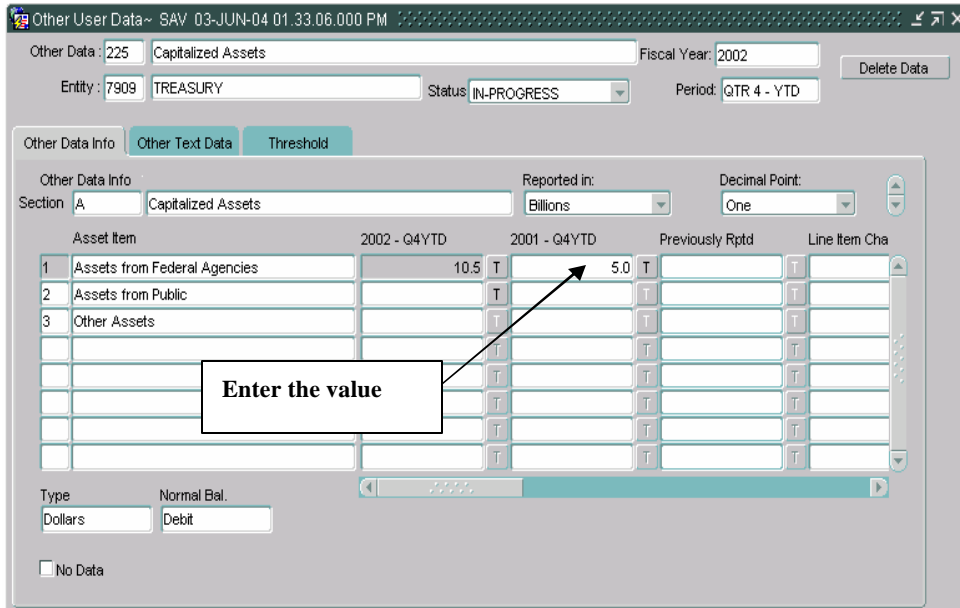 Other User Data~ SAV 03-JUN-04 01.33.06.000 PM
Other Data : 225 Capitalized Assets Fiscal Year: 2002 Delete Data
Entity : 7909 TREASURY Status IN-PROGRESS Period: QTR 4 - YTD
Other Data Info Other Text Data Threshold
Other Data Info Reported in: Decimal Point:
Section A Capitalized Assets Billions One
Asset Item 2002 - Q4YTD 2001 - Q4YTD Previously Rptd Line Item Cha
1 Assets from Federal Agencies 10.5 T 5.0 T T
2 Assets from Public T T T
3 Other Assets T T T
T T T
Enter the value
T T T
T T T
T T T
T T T
Type Normal Bal.
Dollars Debit
No Data